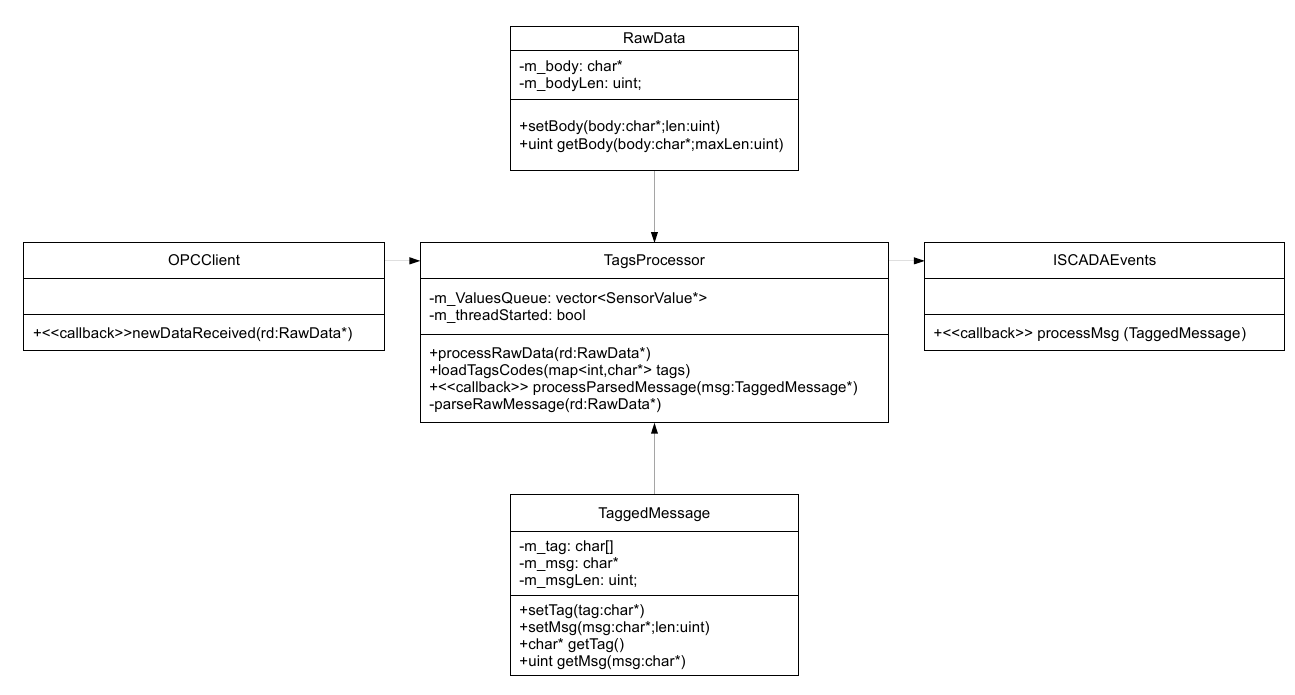 RawData
-m_body: char*
-m_bodyLen: uint;
+setBody(body:char*;len:uint)
+uint getBody(body:char*;maxLen:uint)
OPCClient
+<<callback>>newDataReceived(rd:RawData*)
TagsProcessor
-m_ValuesQueue: vector<SensorValue*>
-m_threadStarted: bool
+processRawData(rd:RawData*)
+loadTagsCodes(map<int,char*> tags)
+<<callback>> processParsedMessage(msg:TaggedMessage*)
-parseRawMessage(rd:RawData*)
ISCADAEvents
+<<callback>> processMsg (TaggedMessage)
TaggedMessage
-m_tag: char[]
-m_msg: char*
-m_msgLen: uint;
+setTag(tag:char*)
+setMsg(msg:char*;len:uint)
+char* getTag()
+uint getMsg(msg:char*)